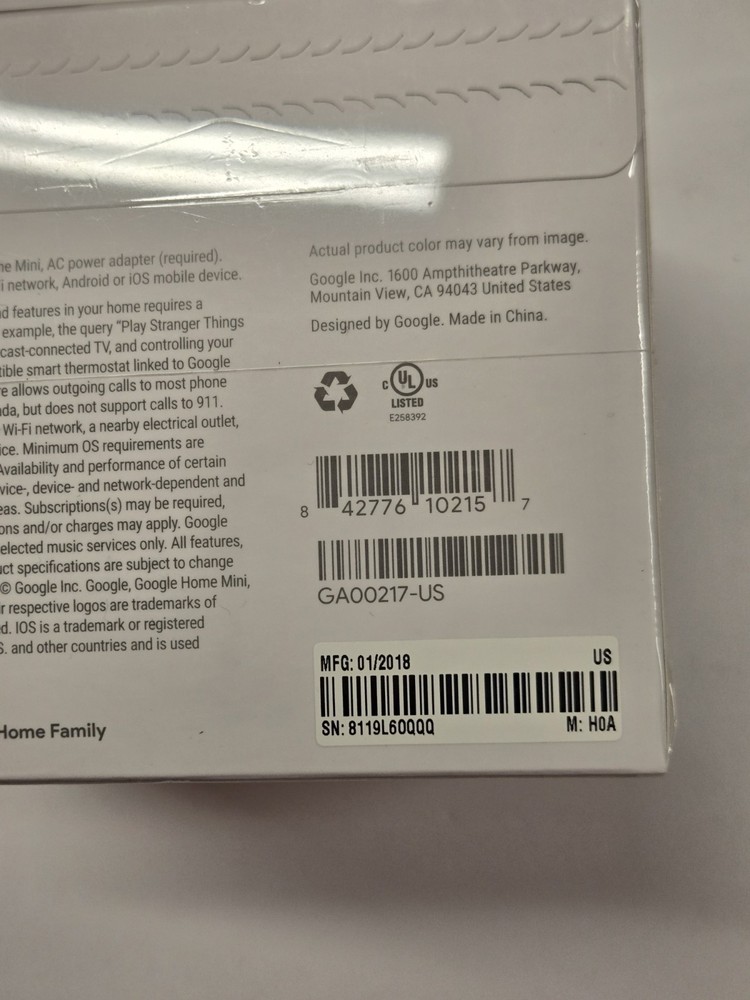 ne Mini, AC power adapter (required).
i network, Android or iOS mobile device.
d features in your home requires a
example, the query “Play Stranger Things
cast-connected TV, and controlling your
tible smart thermostat linked to Google
re allows outgoing calls to most phone
da, but does not support calls to 911.
Wi-Fi network, a nearby electrical outlet,
ice. Minimum OS requirements are
Availability and performance of certain
vice-, device- and network-dependent and
eas. Subscriptions(s) may be required,
ons and/or charges may apply. Google
elected music services only. All features,
uct specifications are subject to change
© Google Inc. Google, Google Home Mini,
r respective logos are trademarks of
d. IOS is a trademark or registered
S. and other countries and is used
Home Family
Actual product color may vary from image.
Google Inc. 1600 Ampthitheatre Parkway,
Mountain View, CA 94043 United States
Designed by Google. Made in China.
C UL US
LISTED
E258392
8 42776 10215 7
GA00217-US
MFG: 01/2018 US
SN: 8119L60QQQ M: H0A